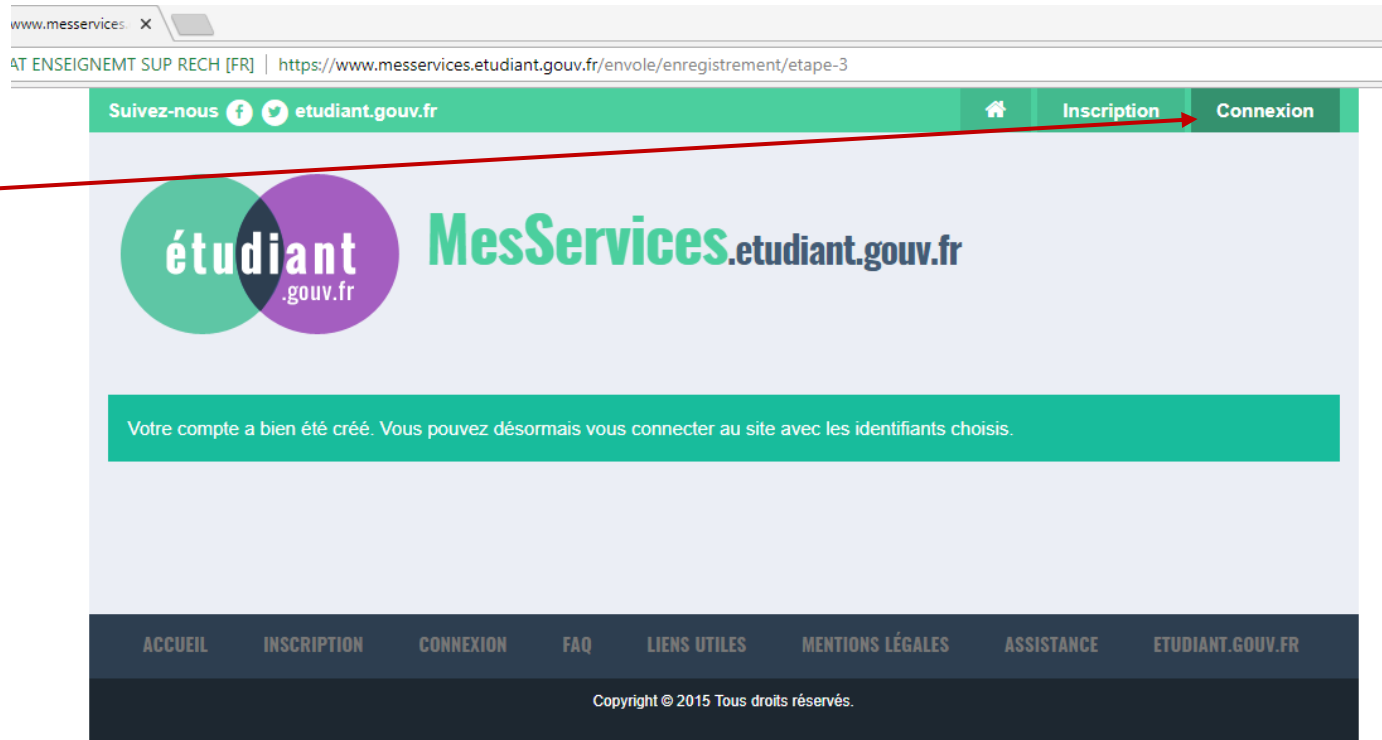 www.messervices.
AT ENSEIGNEMT SUP RECH [FR] | https://www.messervices.etudiant.gouv.fr/envole/enregistrement/etape-3
Suivez-nous etudiant.gouv.fr Inscription Connexion
étudiant
.gouv.fr
MesServices.etudiant.gouv.fr
Votre compte a bien été créé. Vous pouvez désormais vous connecter au site avec les identifiants choisis.
ACCUEIL INSCRIPTION CONNEXION FAQ LIENS UTILES MENTIONS LÉGALES ASSISTANCE ETUDIANT.GOUV.FR
Copyright © 2015 Tous droits réservés.